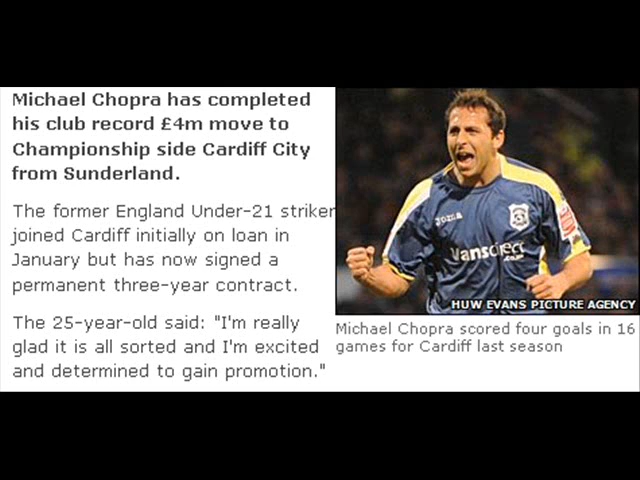 Michael Chopra has completed
his club record £4m move to
Championship side Cardiff City
from Sunderland.
The former England Under-21 striker
joined Cardiff initially on loan in
January but has now signed a
permanent three-year contract.
The 25-year-old said: "I'm really
glad it is all sorted and I'm excited
and determined to gain promotion."
joma
Vansdirect
HUW EVANS PICTURE AGENCY
Michael Chopra scored four goals in 16
games for Cardiff last season